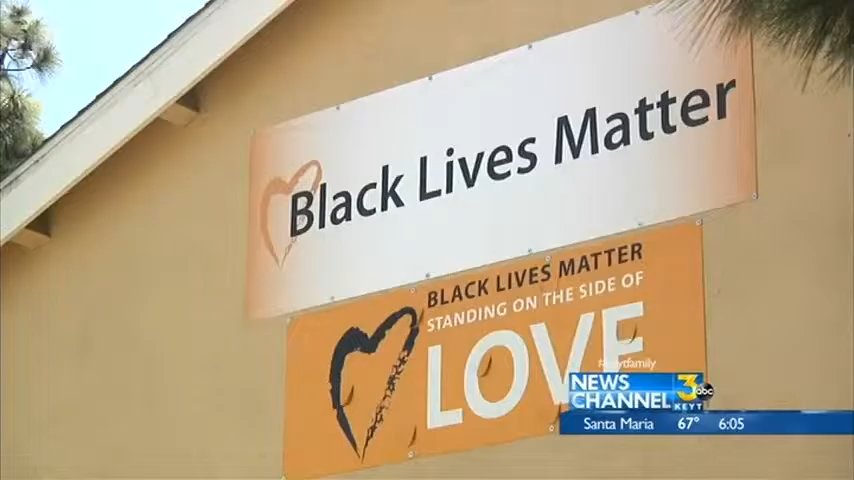 Black Lives Matter
BLACK LIVES MATTER
STANDING ON THE SIDE OF
LOVE
NEWS
CHANNEL 3 abc
KEYT
Santa Maria 67° 6:05